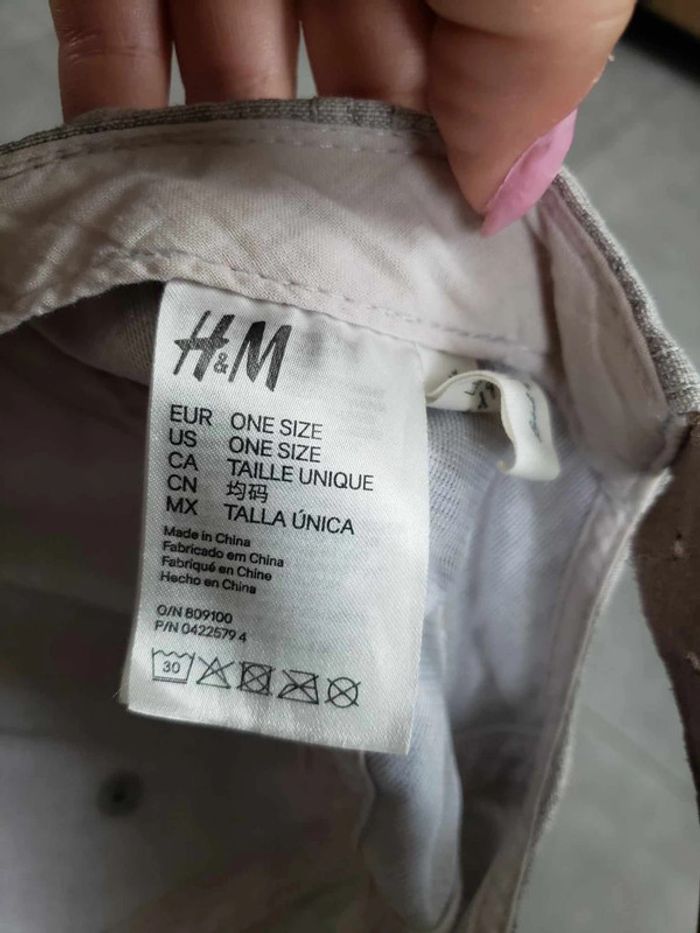 H&M
EUR ONE SIZE
US ONE SIZE
CA TAILLE UNIQUE
CN 均码
MX TALLA ÚNICA
Made in China
Fabricado em China
Fabriqué en Chine
Hecho en China
O/N 809100
P/N 0422579 4
30